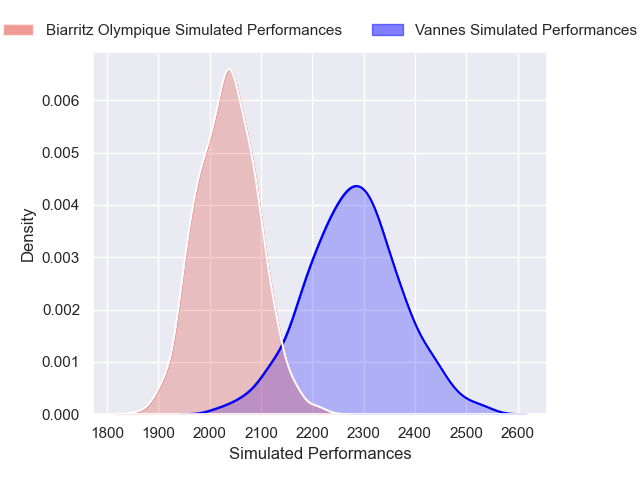 Biarritz Olympique Simulated Performances
Vannes Simulated Performances
0.006
0.005
0.004
0.003
0.002
0.001
0.000
Density
1800 1900 2000 2100 2200 2300 2400 2500 2600
Simulated Performances